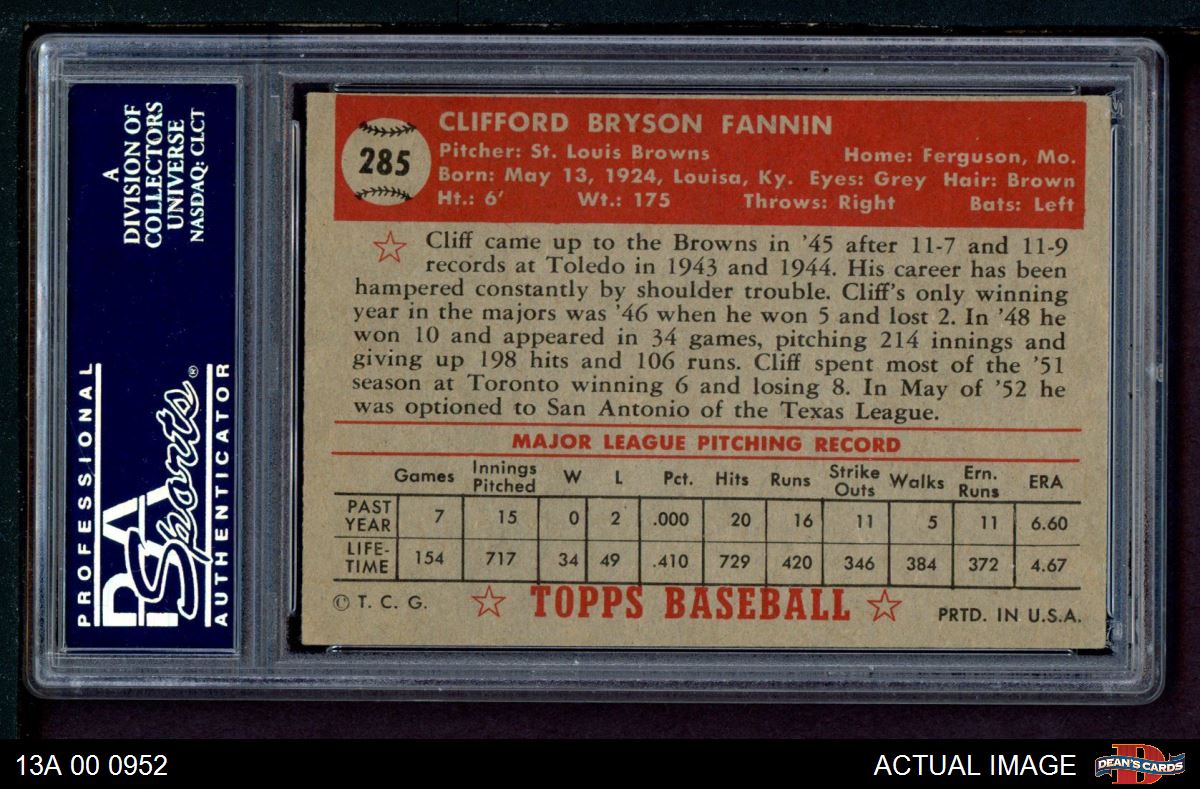 A
DIVISION OF
COLLECTORS
UNIVERSE
NASDAQ: CLCT
PROFESSIONAL
PSA
Sports®
AUTHENTICATOR
285
CLIFFORD BRYSON FANNIN
Pitcher: St. Louis Browns Home: Ferguson, Mo.
Born: May 13, 1924, Louisa, Ky. Eyes: Grey Hair: Brown
Ht.: 6' Wt.: 175 Throws: Right Bats: Left
Cliff came up to the Browns in '45 after 11-7 and 11-9
records at Toledo in 1943 and 1944. His career has been
hampered constantly by shoulder trouble. Cliff's only winning
year in the majors was '46 when he won 5 and lost 2. In '48 he
won 10 and appeared in 34 games, pitching 214 innings and
giving up 198 hits and 106 runs. Cliff spent most of the '51
season at Toronto winning 6 and losing 8. In May of '52 he
was optioned to San Antonio of the Texas League.
MAJOR LEAGUE PITCHING RECORD
Games Innings Pitched W L Pct. Hits Runs Strike Outs Walks Ern. Runs ERA
PAST YEAR 7 15 0 2 .000 20 16 11 5 11 6.60
LIFE-TIME 154 717 34 49 .410 729 420 346 384 372 4.67
© T. C. G. TOPPS BASEBALL PRTD. IN U.S.A.
13A 00 0952 ACTUAL IMAGE
D
DEAN'S CARDS